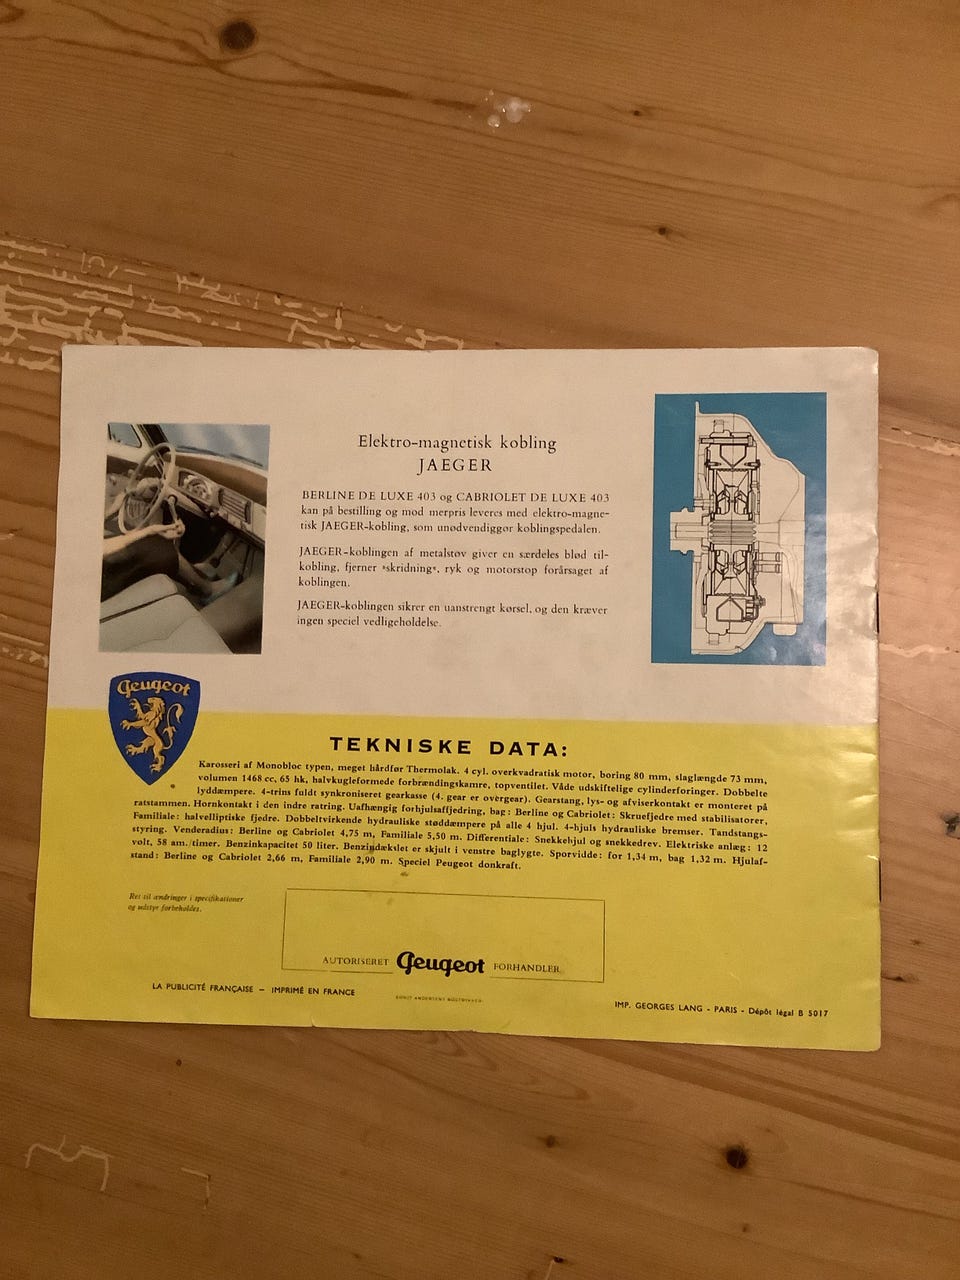 Elektro-magnetisk kobling
JAEGER
BERLINE DE LUXE 403 og CABRIOLET DE LUXE 403
kan på bestilling og mod merpris leveres med elektro-magne-
tisk JAEGER-kobling, som unødvendiggør koblingspedalen.
JAEGER-koblingen af metalstøv giver en særdeles blød til-
kobling, fjerner »skridning«, ryk og motorstop forårsaget af
koblingen.
JAEGER-koblingen sikrer en uanstrengt kørsel, og den kræver
ingen speciel vedligeholdelse.
Peugeot
TEKNISKE DATA:
Karosseri af Monobloc typen, meget hårdfør Thermolak. 4 cyl. overkvadratisk motor, boring 80 mm, slaglængde 73 mm,
volumen 1468 cc, 65 hk, halvkugleformede forbrændingskamre, topventilet. Våde udskiftelige cylinderforinger. Dobbelte
lyddæmpere. 4-trins fuldt synkroniseret gearkasse (4. gear er overgear). Gearstang, lys- og afviserkontakt er monteret på
ratstammen. Hornkontakt i den indre ratring. Uafhængig forhjulsaffjedring, bag: Berline og Cabriolet: Skruefjedre med stabilisatorer,
Familiale: halvelliptiske fjedre. Dobbeltvirkende hydrauliske støddæmpere på alle 4 hjul. 4-hjuls hydrauliske bremser. Tandstangs-
styring. Venderadius: Berline og Cabriolet 4,75 m, Familiale 5,50 m. Differentiale: Snekkehjul og snekkedrev. Elektriske anlæg: 12
volt, 58 am./timer. Benzinkapacitet 50 liter. Benzindækslet er skjult i venstre baglygte. Sporvidde: for 1,34 m, bag 1,32 m. Hjulaf-
stand: Berline og Cabriolet 2,66 m, Familiale 2,90 m. Speciel Peugeot donkraft.
Ret til ændringer i specifikationer
og udstyr forbeholdes.
AUTORISERET Peugeot FORHANDLER
LA PUBLICITÉ FRANÇAISE – IMPRIMÉ EN FRANCE
ANDERSENS BOGTRYKKERI
IMP. GEORGES LANG - PARIS - Dépôt légal B 5017